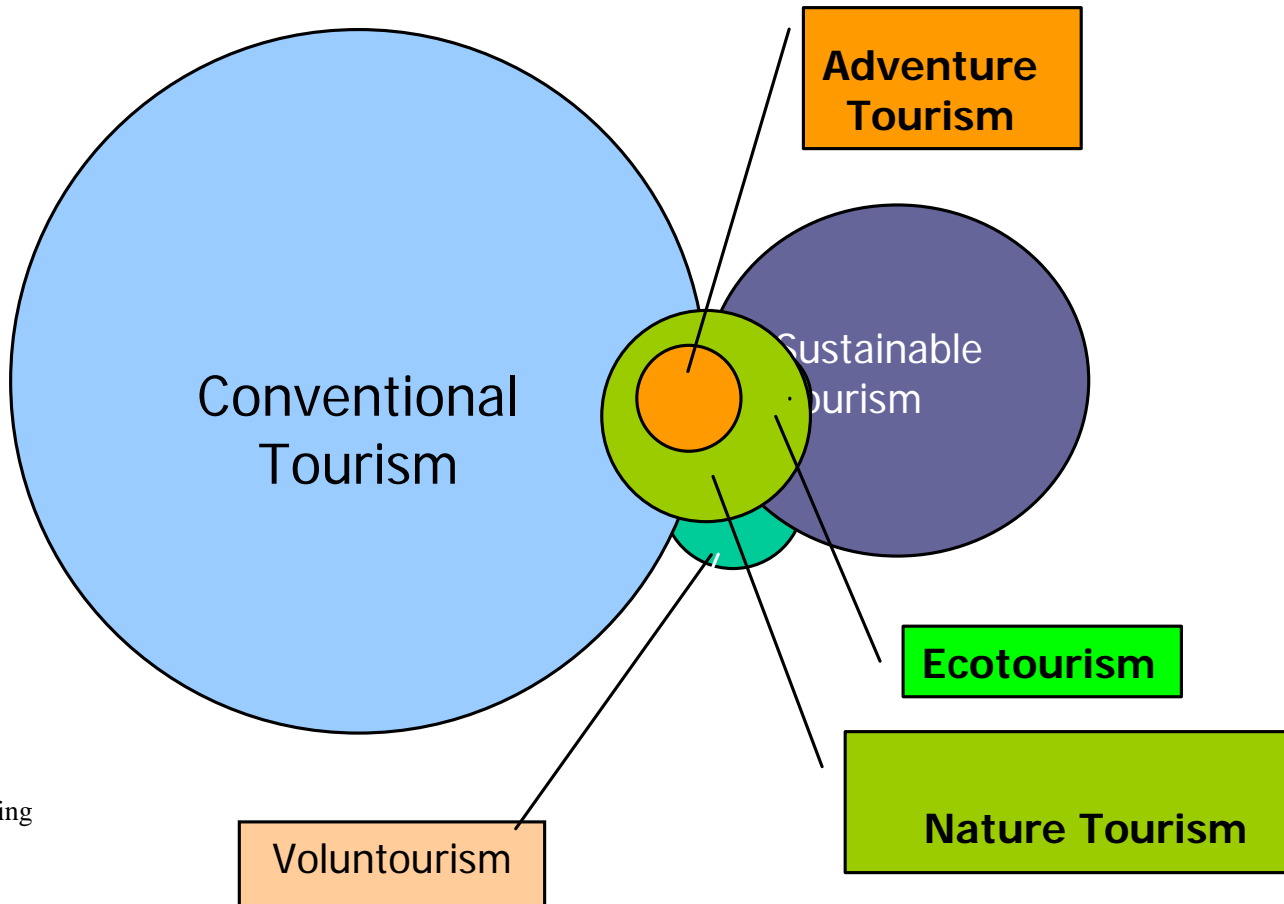 Adventure
Tourism
Sustainable
ourism
Conventional
Tourism
Ecotourism
ing
Nature Tourism
Voluntourism